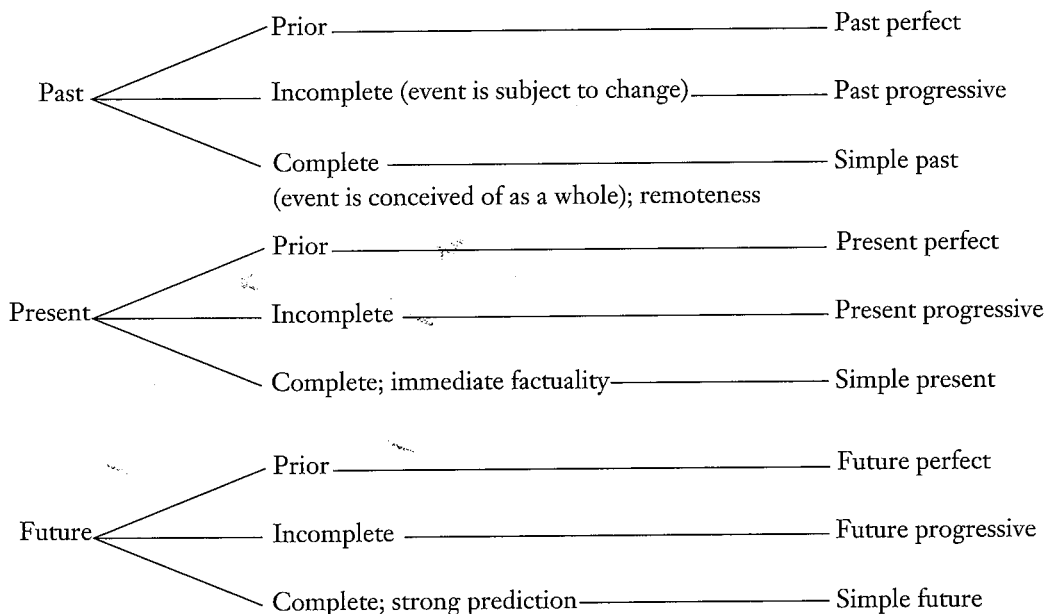 Prior Past perfect
Past Incomplete (event is subject to change) Past progressive
Complete Simple past
(event is conceived of as a whole); remoteness
Prior Present perfect
Present Incomplete Present progressive
Complete; immediate factuality Simple present
Prior Future perfect
Future Incomplete Future progressive
Complete; strong prediction Simple future